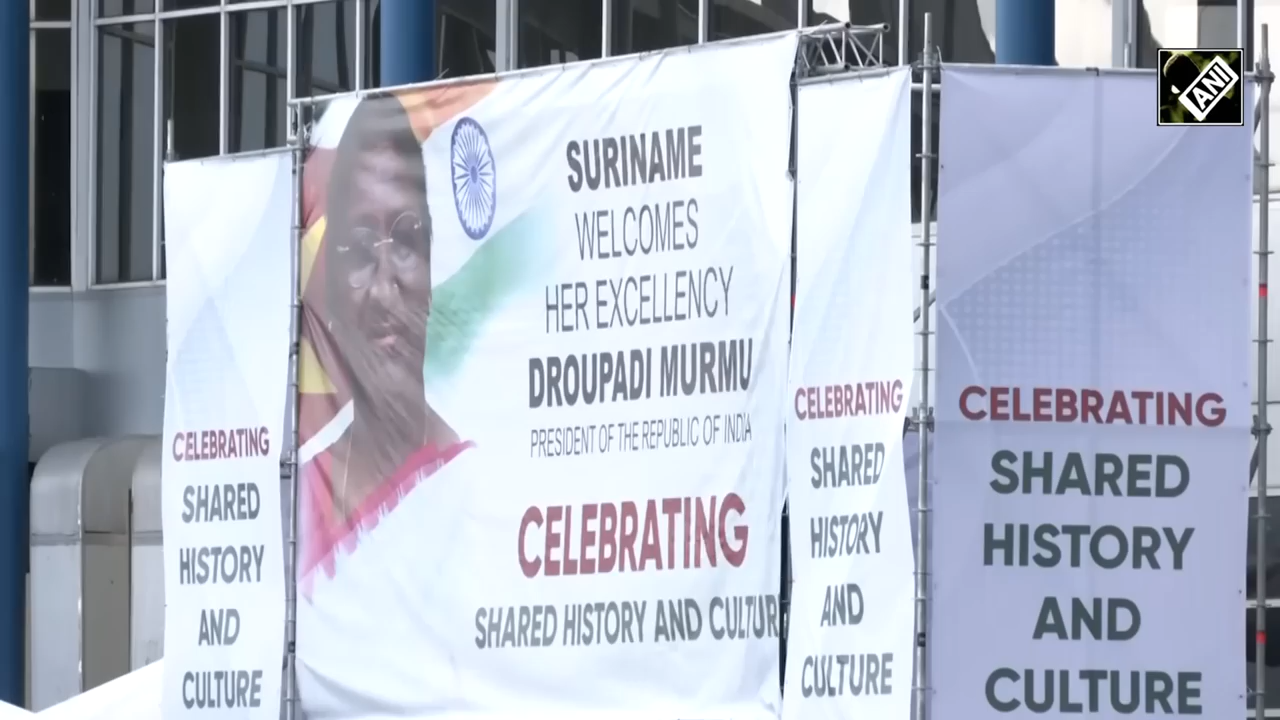 ANI
CELEBRATING
SHARED
HISTORY
AND
CULTURE
SURINAME
WELCOMES
HER EXCELLENCY
DROUPADI MURMU
PRESIDENT OF THE REPUBLIC OF INDIA
CELEBRATING
SHARED HISTORY AND CULTUR
CELEBRATING
SHARED
HISTORY
AND
CULTURE
CELEBRATING
SHARED
HISTORY
AND
CULTURE